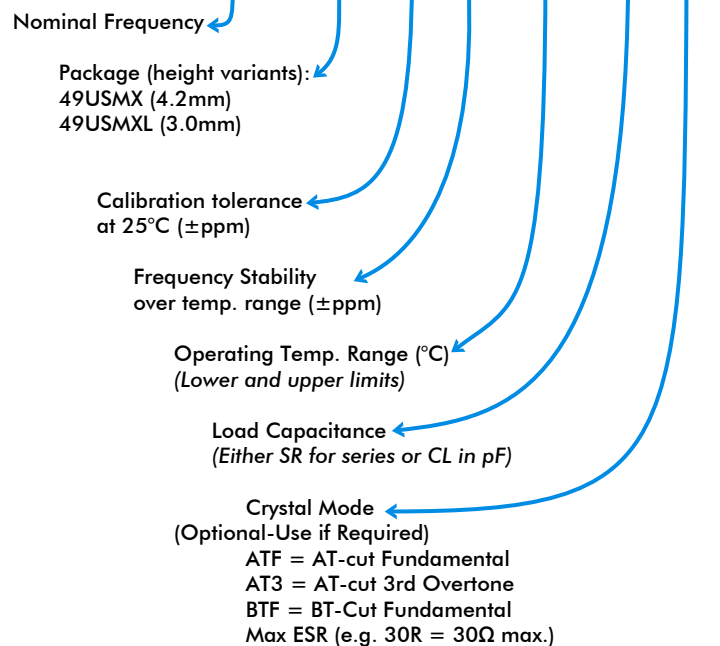 Nominal Frequency
Package (height variants):
49USMX (4.2mm)
49USMXL (3.0mm)
Calibration tolerance
at 25°C (±ppm)
Frequency Stability
over temp. range (±ppm)
Operating Temp. Range (°C)
(Lower and upper limits)
Load Capacitance
(Either SR for series or CL in pF)
Crystal Mode
(Optional-Use if Required)
ATF = AT-cut Fundamental
AT3 = AT-cut 3rd Overtone
BTF = BT-Cut Fundamental
Max ESR (e.g. 30R = 30Ω max.)